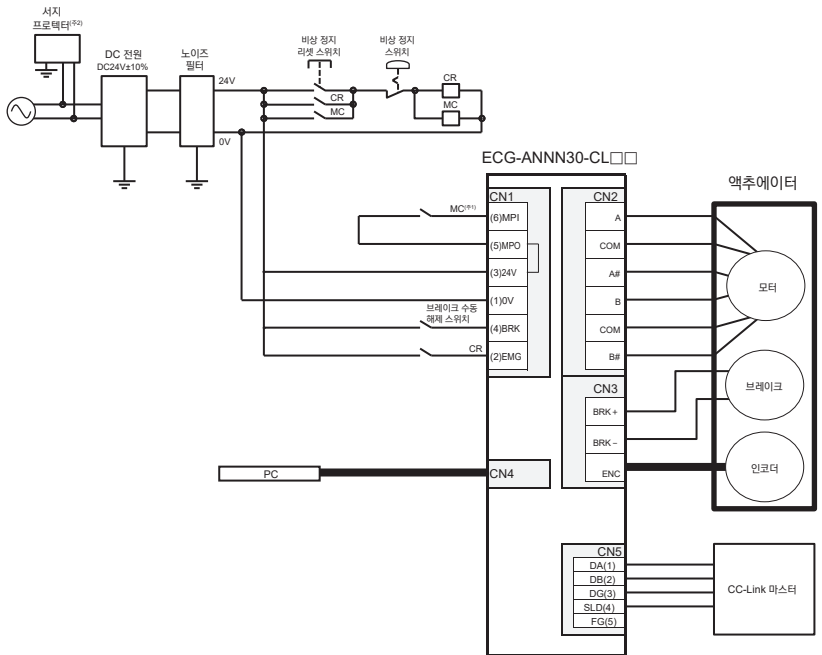 서지
프로텍터(주2)
DC 전원
DC24V±10%
노이즈
필터
24V
0V
비상 정지
리셋 스위치
비상 정지
스위치
CR
MC
CR
MC
ECG-ANNN30-CL□□
액추에이터
CN1
MC(주1)
(6)MPI
(5)MPO
(3)24V
(1)0V
브레이크 수동
해제 스위치
(4)BRK
CR
(2)EMG
CN2
A
COM
A#
B
COM
B#
모터
CN3
BRK+
BRK−
ENC
브레이크
인코더
PC
CN4
CN5
DA(1)
DB(2)
DG(3)
SLD(4)
FG(5)
CC-Link 마스터